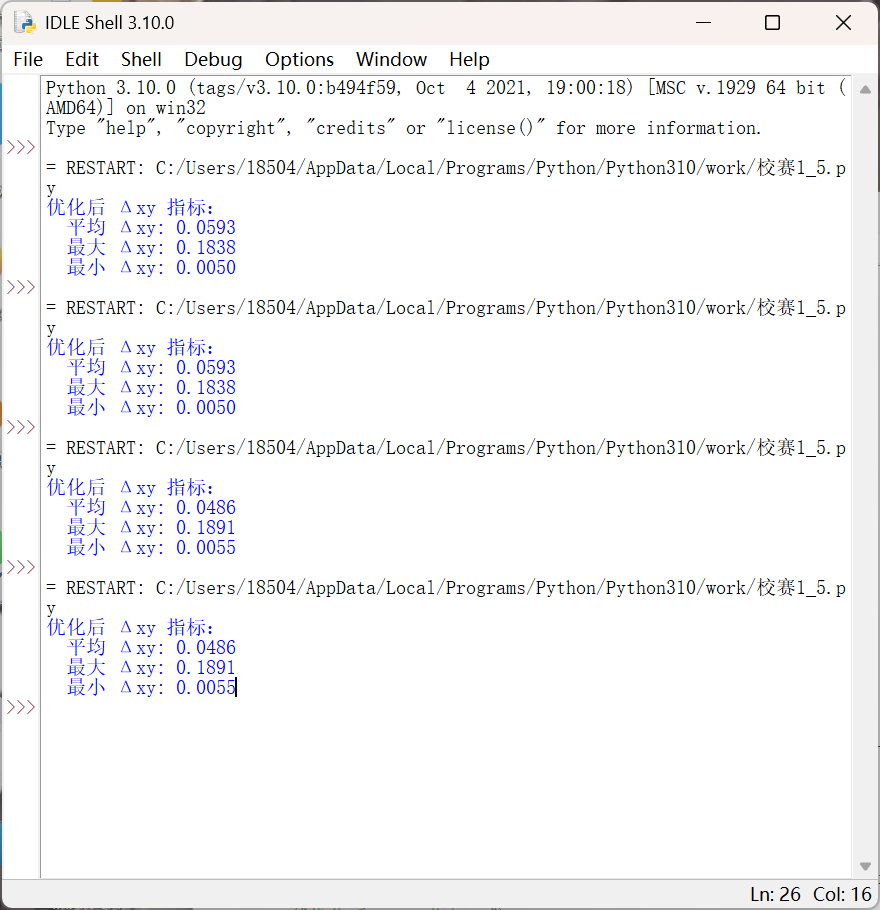 IDLE Shell 3.10.0
File Edit Shell Debug Options Window Help
Python 3.10.0 (tags/v3.10.0:b494f59, Oct  4 2021, 19:00:18) [MSC v.1929 64 bit (
AMD64)] on win32
Type "help", "copyright", "credits" or "license()" for more information.
>>>
= RESTART: C:/Users/18504/AppData/Local/Programs/Python/Python310/work/校赛1_5.p
y
优化后 Δxy 指标:
平均 Δxy: 0.0593
最大 Δxy: 0.1838
最小 Δxy: 0.0050
>>>
= RESTART: C:/Users/18504/AppData/Local/Programs/Python/Python310/work/校赛1_5.p
y
优化后 Δxy 指标:
平均 Δxy: 0.0593
最大 Δxy: 0.1838
最小 Δxy: 0.0050
>>>
= RESTART: C:/Users/18504/AppData/Local/Programs/Python/Python310/work/校赛1_5.p
y
优化后 Δxy 指标:
平均 Δxy: 0.0486
最大 Δxy: 0.1891
最小 Δxy: 0.0055
>>>
= RESTART: C:/Users/18504/AppData/Local/Programs/Python/Python310/work/校赛1_5.p
y
优化后 Δxy 指标:
平均 Δxy: 0.0486
最大 Δxy: 0.1891
最小 Δxy: 0.0055
>>>
Ln: 26 Col: 16